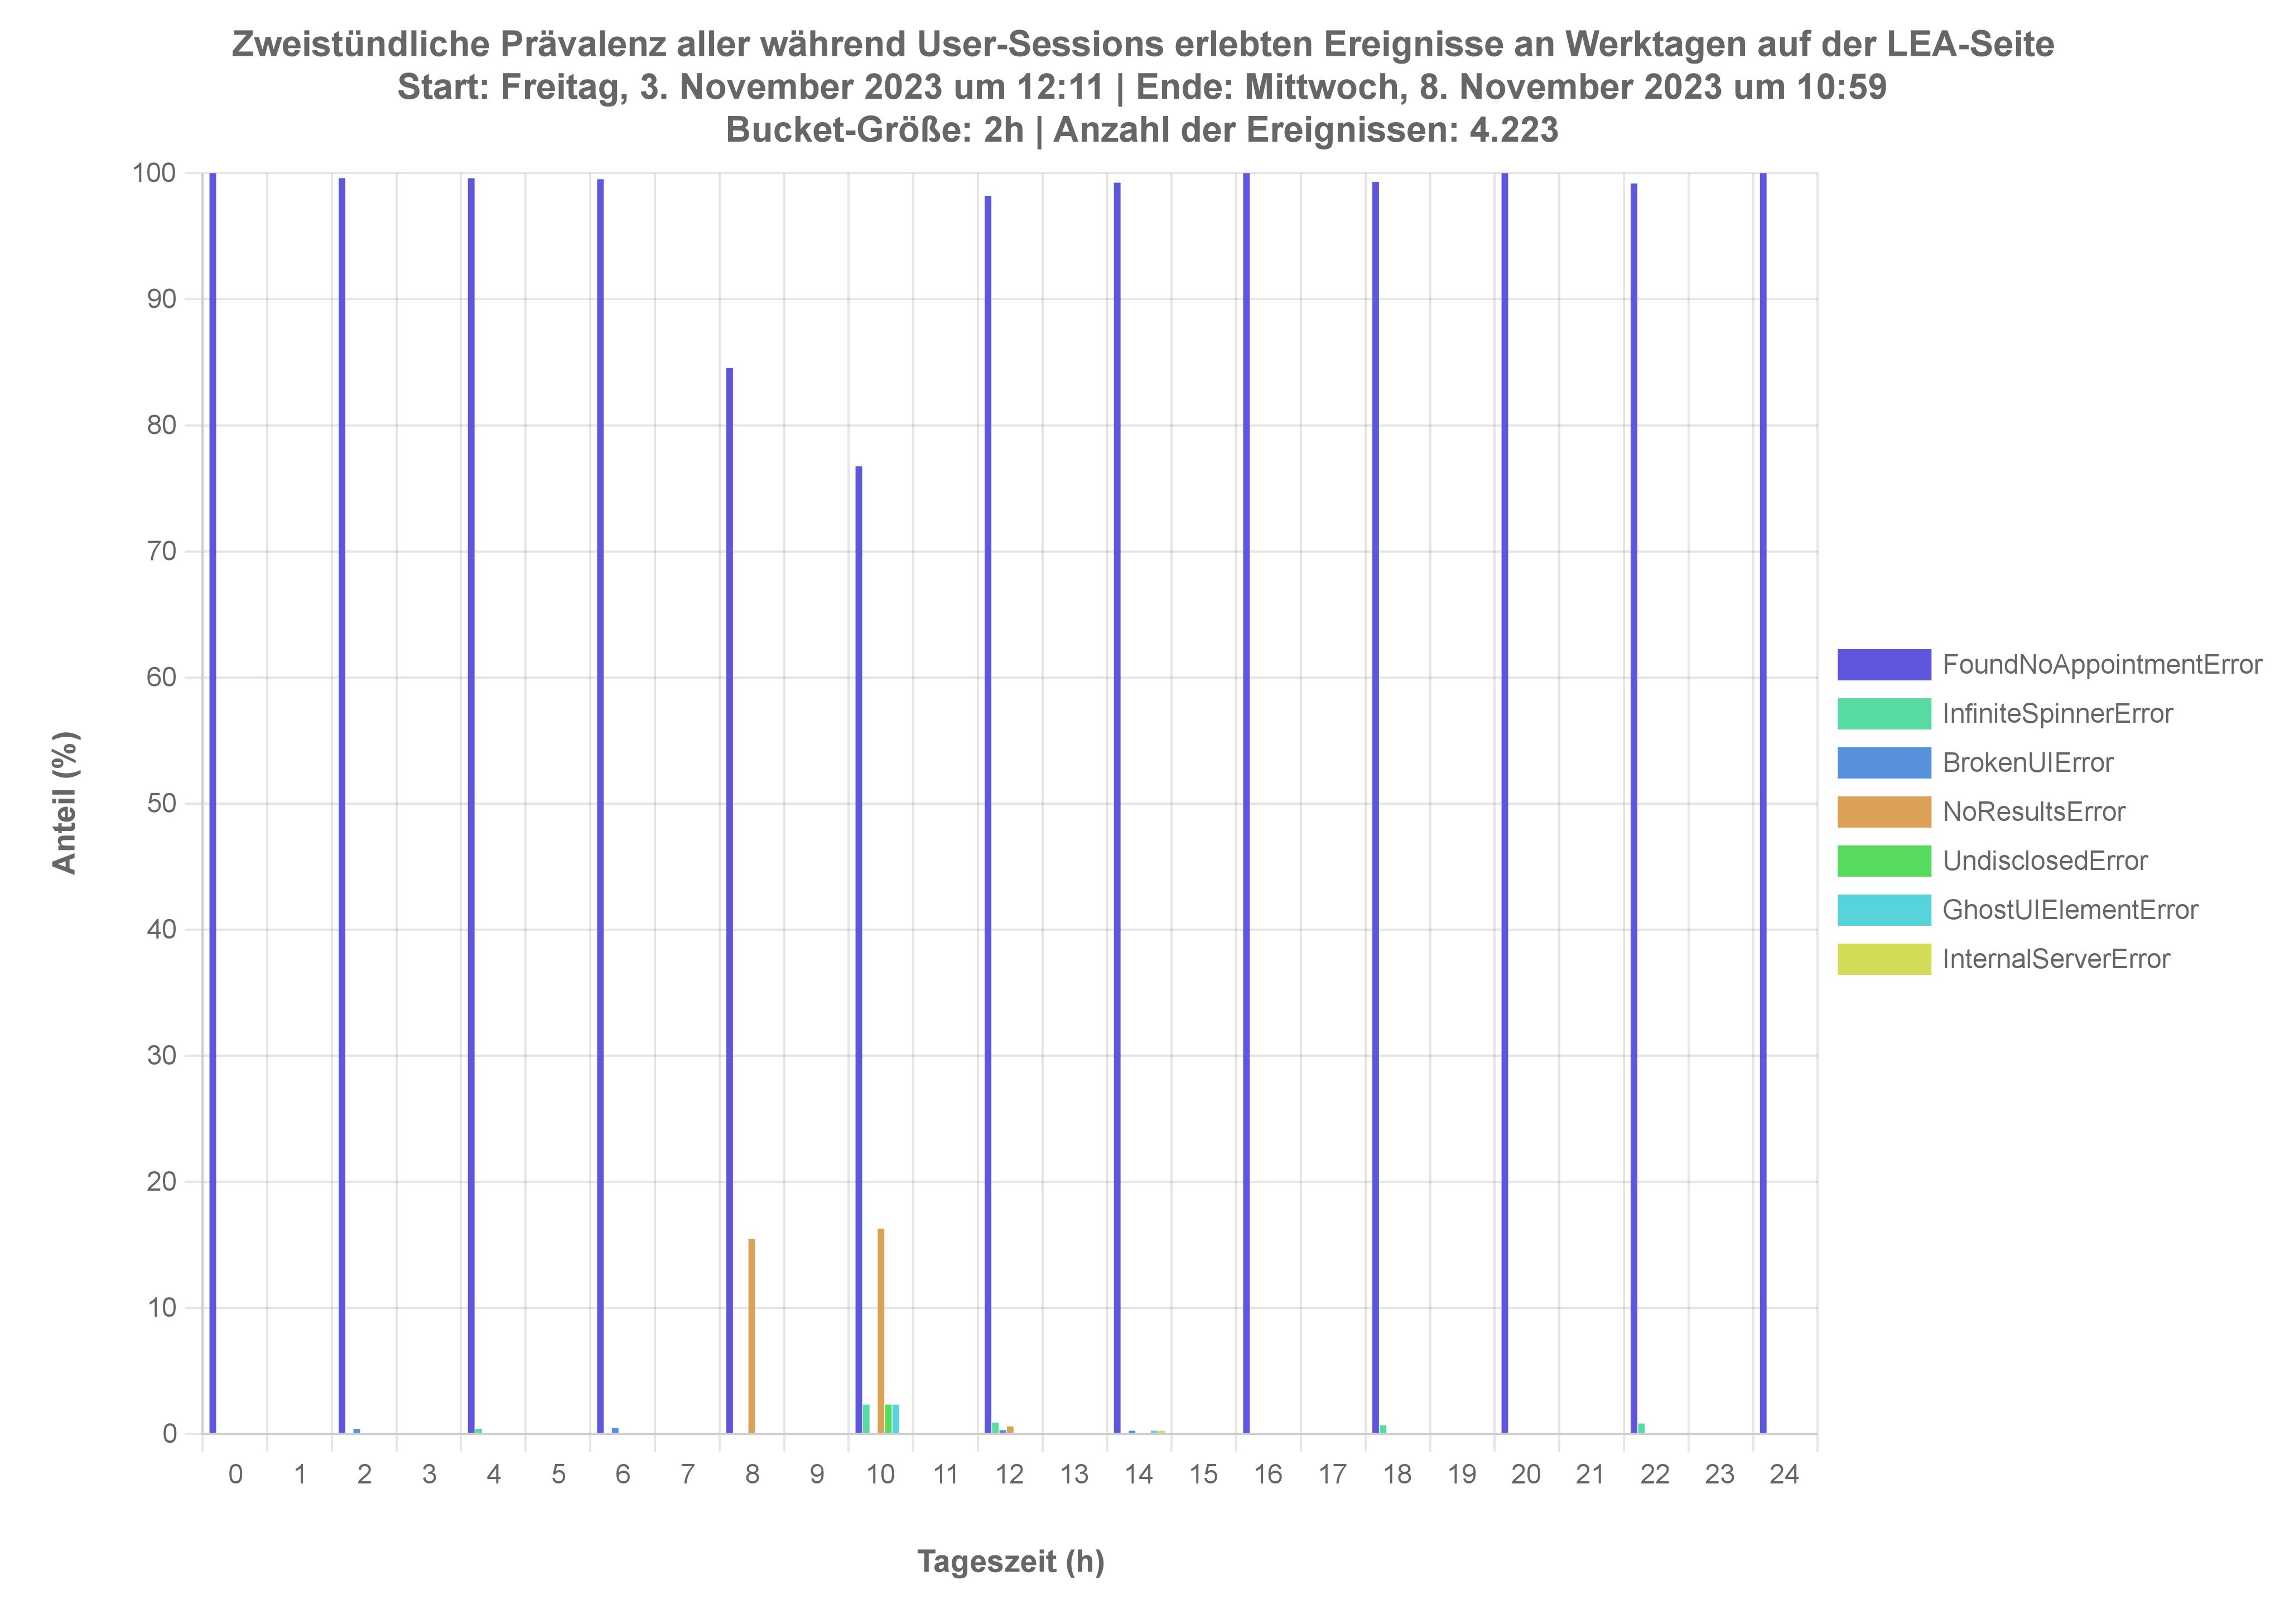 Zweistündliche Prävalenz aller während User-Sessions erlebten Ereignisse an Werktagen auf der LEA-Seite
Start: Freitag, 3. November 2023 um 12:11 | Ende: Mittwoch, 8. November 2023 um 10:59
Bucket-Größe: 2h | Anzahl der Ereignissen: 4.223
100
90
80
70
60
50
40
30
20
10
0
Anteil (%)
0 1 2 3 4 5 6 7 8 9 10 11 12 13 14 15 16 17 18 19 20 21 22 23 24
Tageszeit (h)
FoundNoAppointmentError
InfiniteSpinnerError
BrokenUIError
NoResultsError
UndisclosedError
GhostUIElementError
InternalServerError